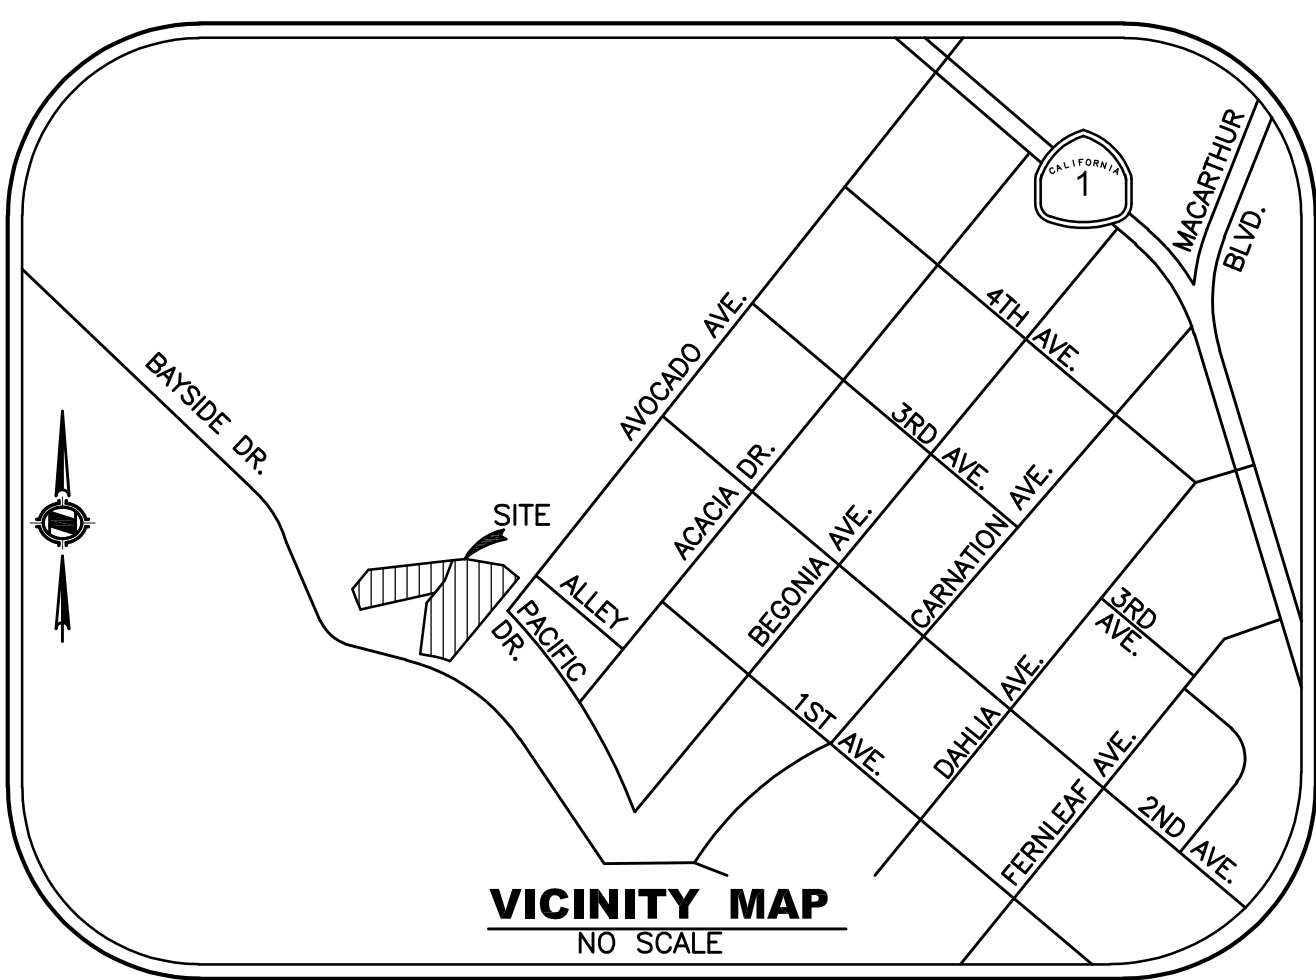 CALIFORNIA
1
MACARTHUR
BLVD.
4TH AVE.
AVOCADO AVE.
BAYSIDE DR.
3RD AVE.
ACACIA DR.
CARNATION AVE.
SITE
BEGONIA AVE.
ALLEY
PACIFIC
DR.
3RD
AVE.
DAHLIA AVE.
1ST AVE.
FERNLEAF AVE.
2ND AVE.
N
VICINITY MAP
NO SCALE